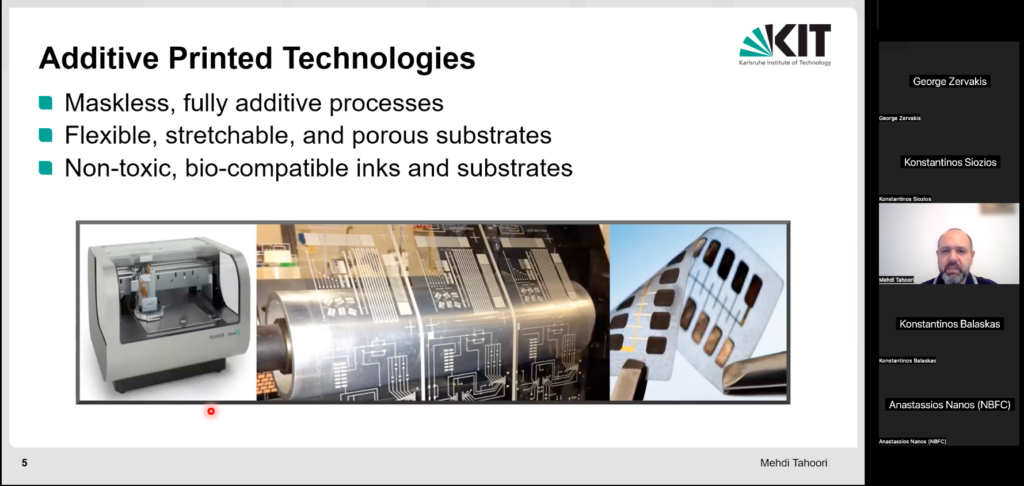 Additive Printed Technologies
KIT
Karlsruhe Institute of Technology
Maskless, fully additive processes
Flexible, stretchable, and porous substrates
Non-toxic, bio-compatible inks and substrates
5
Mehdi Tahoori
George Zervakis
George Zervakis
Konstantinos Siozios
Konstantinos Siozios
Mehdi Tahoori
Konstantinos Balaskas
Konstantinos Balaskas
Anastassios Nanos (NBFC)
Anastassios Nanos (NBFC)